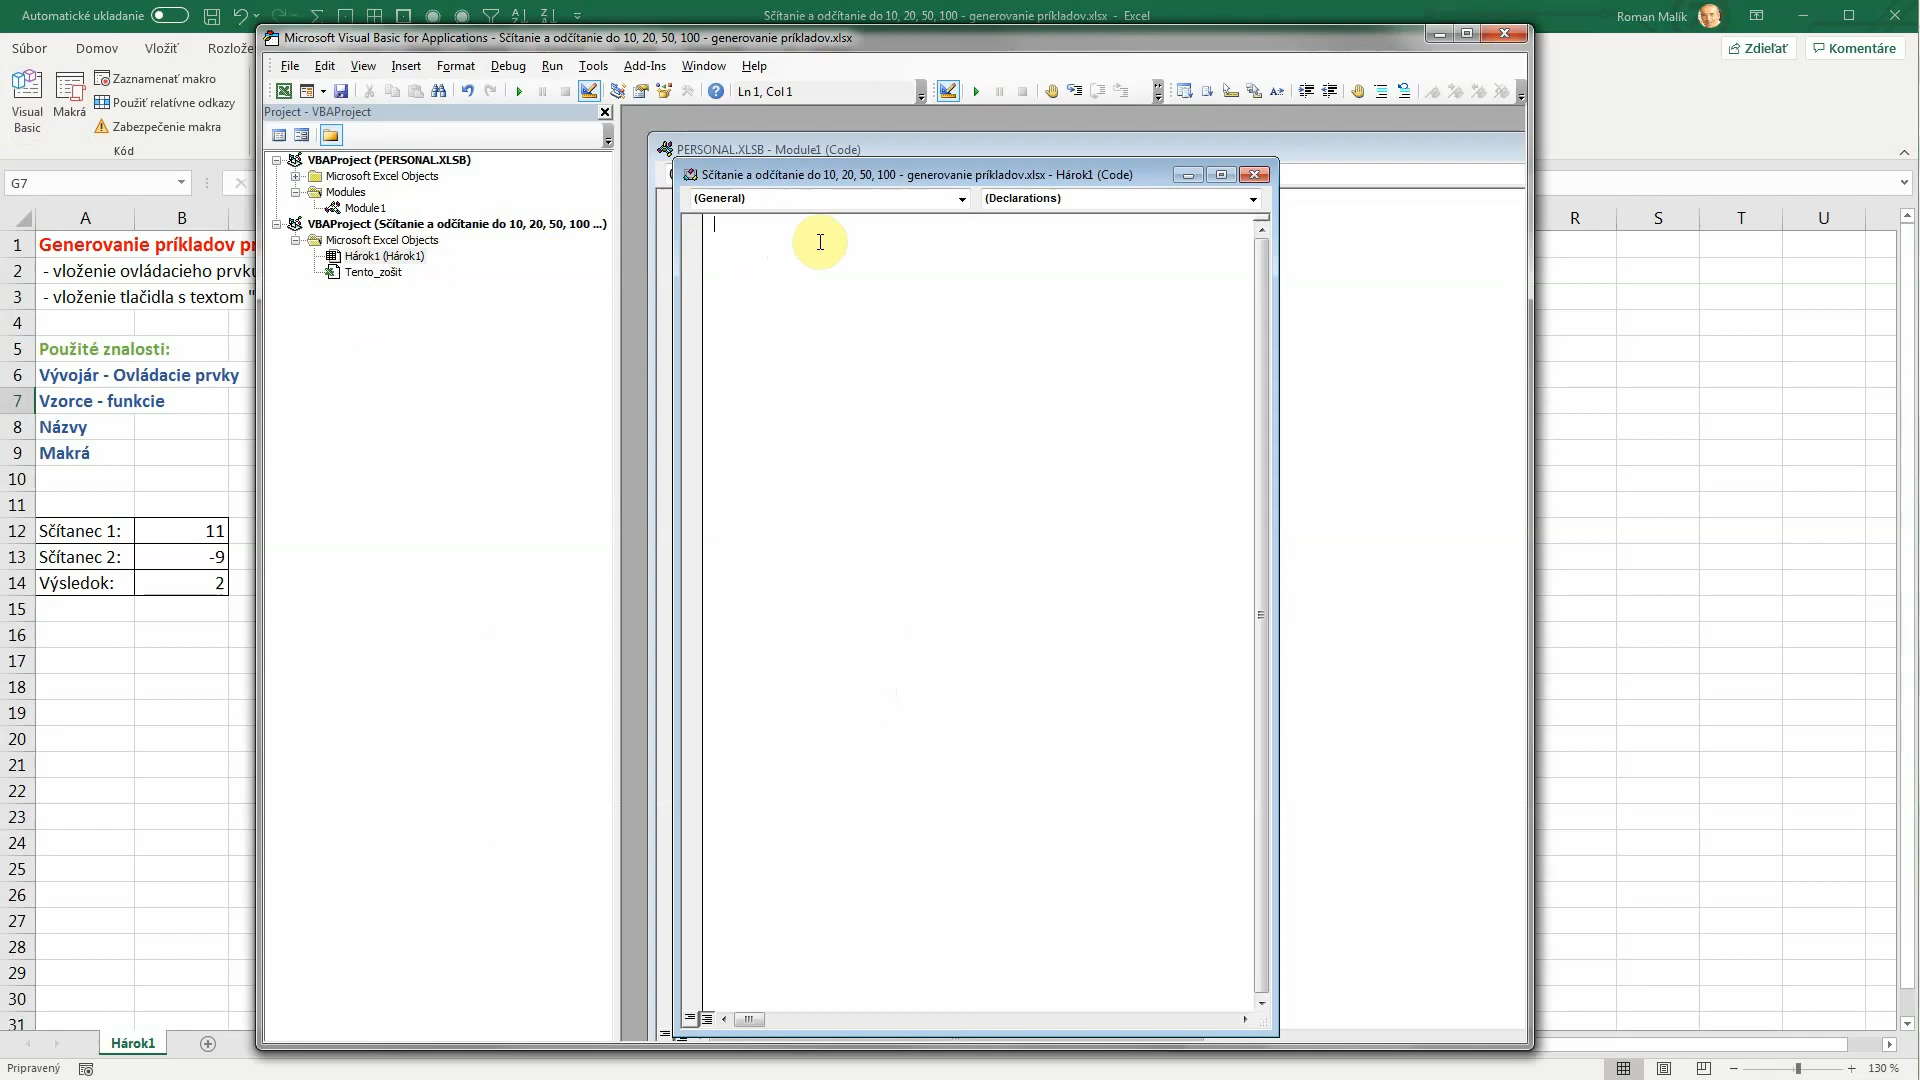 Automatické ukladanie
Sčítanie a odčítanie do 10, 20, 50, 100 - generovanie príkladov.xlsx - Excel
Roman Malík
Súbor
Domov
Vložiť
Rozlože
Zdieľať
Komentáre
Visual
Basic
Makrá
Zaznamenať makro
Použiť relatívne odkazy
Zabezpečenie makra
Kód
G7
Microsoft Visual Basic for Applications - Sčítanie a odčítanie do 10, 20, 50, 100 - generovanie príkladov.xlsx
File Edit View Insert Format Debug Run Tools Add-Ins Window Help
Ln 1, Col 1
Project - VBAProject
VBAProject (PERSONAL.XLSB)
Microsoft Excel Objects
Modules
Module1
VBAProject (Sčítanie a odčítanie do 10, 20, 50, 100 ...)
Microsoft Excel Objects
Hárok1 (Hárok1)
Tento_zošit
PERSONAL.XLSB - Module1 (Code)
Sčítanie a odčítanie do 10, 20, 50, 100 - generovanie príkladov.xlsx - Hárok1 (Code)
(General)
(Declarations)
A B R S T U
1 Generovanie príkladov pr
2 - vloženie ovládacieho prvku
3 - vloženie tlačidla s textom "
4
5 Použité znalosti:
6 Vývojár - Ovládacie prvky
7 Vzorce - funkcie
8 Názvy
9 Makrá
10
11
12 Sčítanec 1: 11
13 Sčítanec 2: -9
14 Výsledok: 2
15
16
17
18
19
20
21
22
23
24
25
26
27
28
29
30
31
Hárok1
Pripravený
130 %